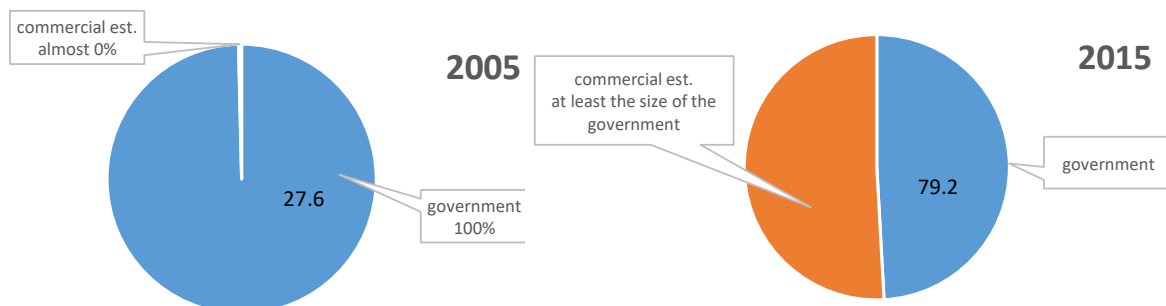 commercial est.
almost 0%
2005
27.6
government
100%
commercial est.
at least the size of the
government
2015
79.2
government